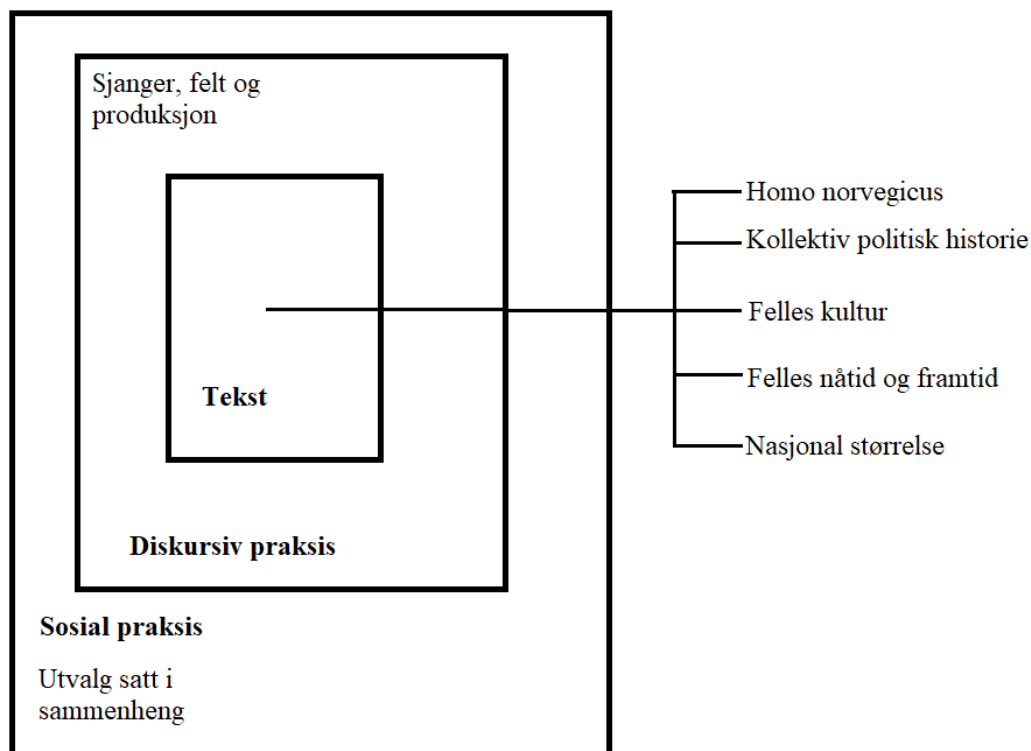 Sjanger, felt og
produksjon
Tekst
Diskursiv praksis
Sosial praksis
Utvalg satt i
sammenheng
Homo norvegicus
Kollektiv politisk historie
Felles kultur
Felles nåtid og framtid
Nasjonal størrelse